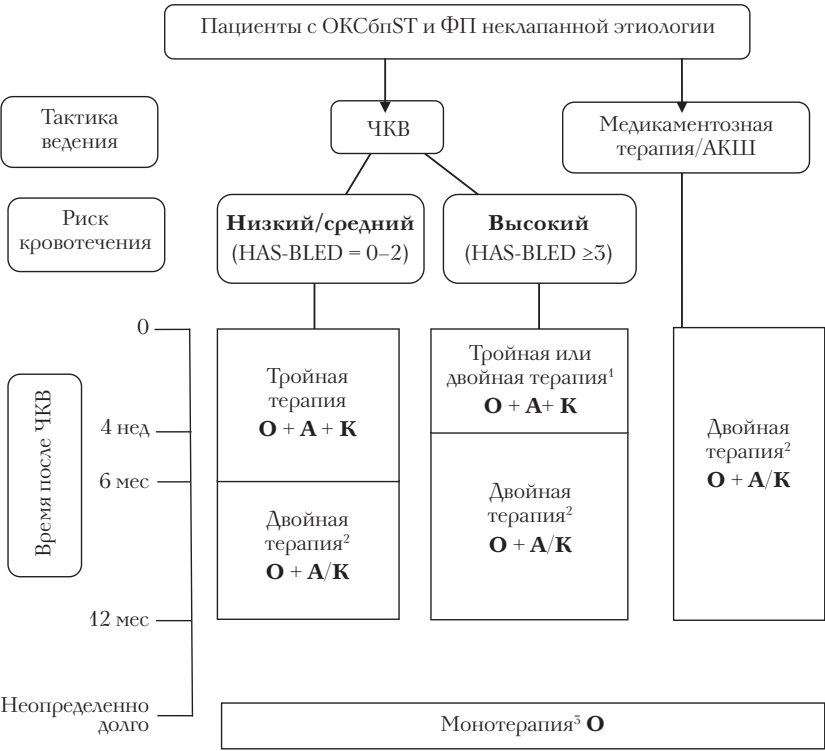 Пациенты с ОКСбпST и ФП неклапанной этиологии
Тактика
ведения
ЧКВ
Медикаментозная
терапия/АКШ
Риск
кровотечения
Низкий/средний
(HAS-BLED = 0–2)
Высокий
(HAS-BLED ≥3)
Время после ЧКВ
0
4 нед
6 мес
12 мес
Неопределенно
долго
Тройная
терапия
О + А + К
Двойная
терапия²
О + А/К
Тройная или
двойная терапия¹
О + А+ К
Двойная
терапия²
О + А/К
Двойная
терапия²
О + А/К
Монотерапия³ О